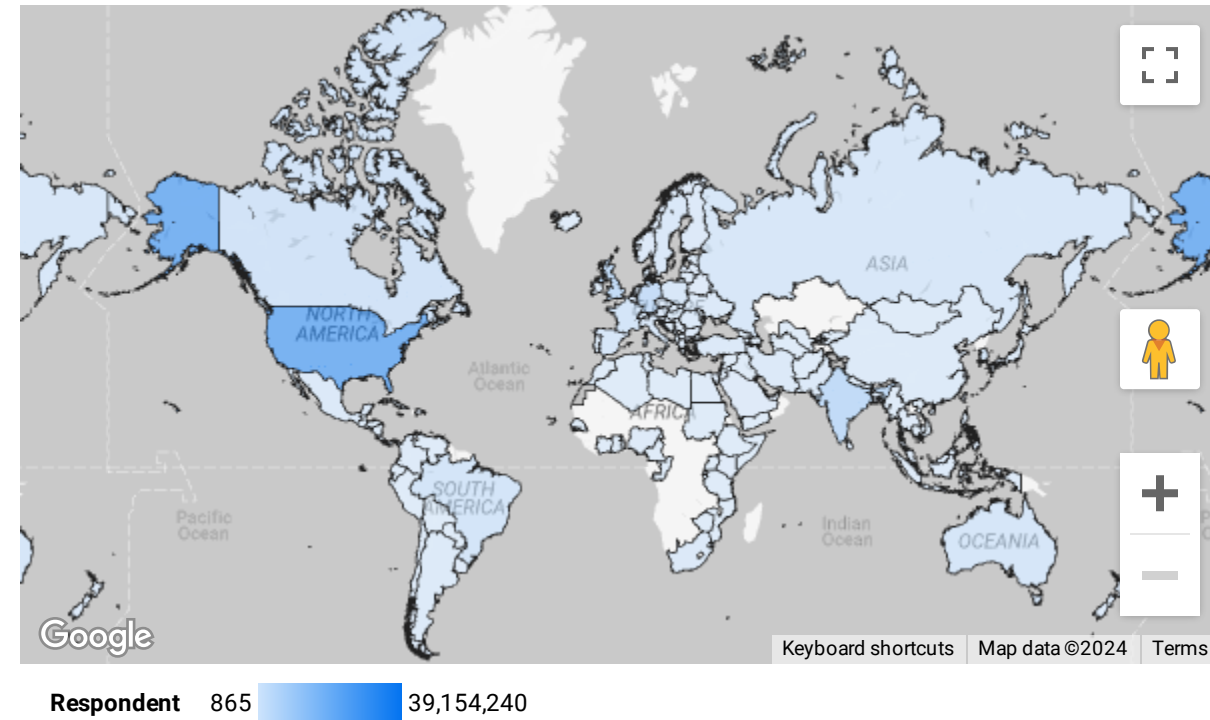 ASIA
NORTH
AMERICA
Atlantic
Ocean
AFRICA
SOUTH
AMERICA
Pacific
Ocean
Indian
Ocean
OCEANIA
Google
Keyboard shortcuts
Map data ©2024
Terms
Respondent 865 39,154,240